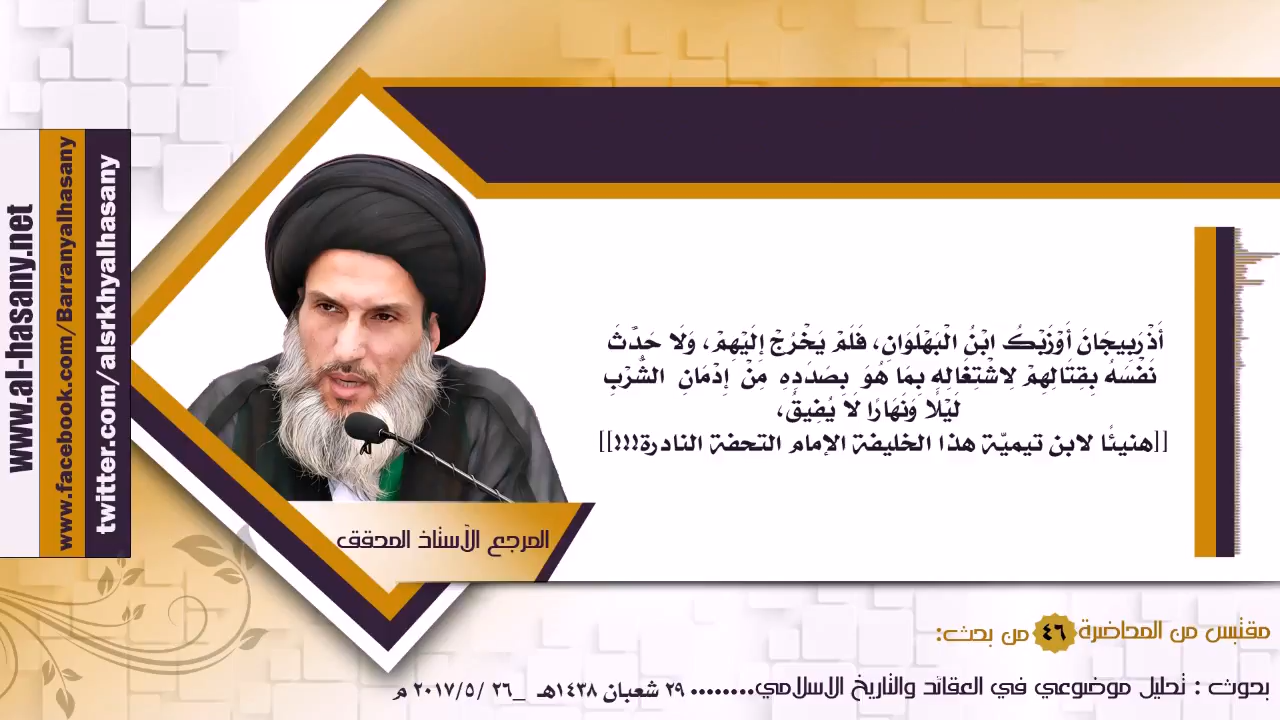 أَذْرَبِيجَانَ أُوزْبَكُ ابْنُ الْبَهْلَوَانِ، فَلَمْ يَخْرُجْ إِلَيْهِمْ، وَلَا حَدَّثَ
نَفْسَهُ بِقِتَالِهِمْ لِاشْتِغَالِهِ بِمَا هُوَ بِصَدَدِهِ مِنْ إِدْمَانِ الشُّرْبِ
لَيْلًا وَنَهَارًا لَا يُفِيقُ،
[[هنيئًا لابن تيميّة هذا الخليفة الإمام التحفة النادرة!!!]]
المرجع الأستاذ المحقق
مقتبس من المحاضرة ٤٦ من بحث:
بحوث : تحليل موضوعي في العقائد والتاريخ الاسلامي........ ٢٩ شعبان ١٤٣٨هـ _٢٦ /٥/ ٢٠١٧ م
www.al-hasany.net
www.facebook.com/Barranyalhasany
twitter.com/alsrkhyalhasany